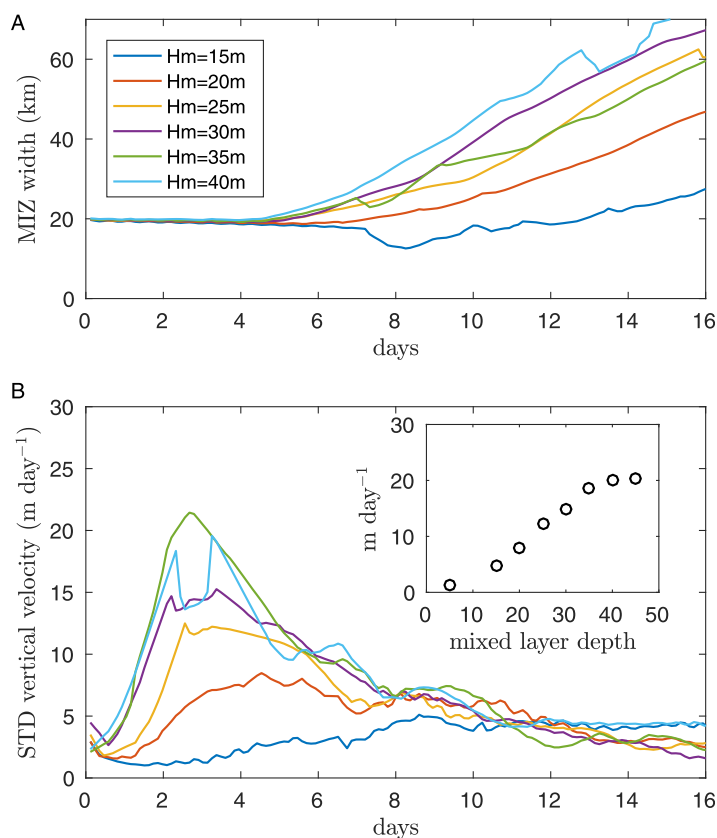 A
MIZ width (km)
60
40
20
0
Hm=15m
Hm=20m
Hm=25m
Hm=30m
Hm=35m
Hm=40m
0 2 4 6 8 10 12 14 16
days
B
STD vertical velocity (m day⁻¹)
30
25
20
15
10
5
0
m day⁻¹
30
20
10
0
0 10 20 30 40 50
mixed layer depth
0 2 4 6 8 10 12 14 16
days